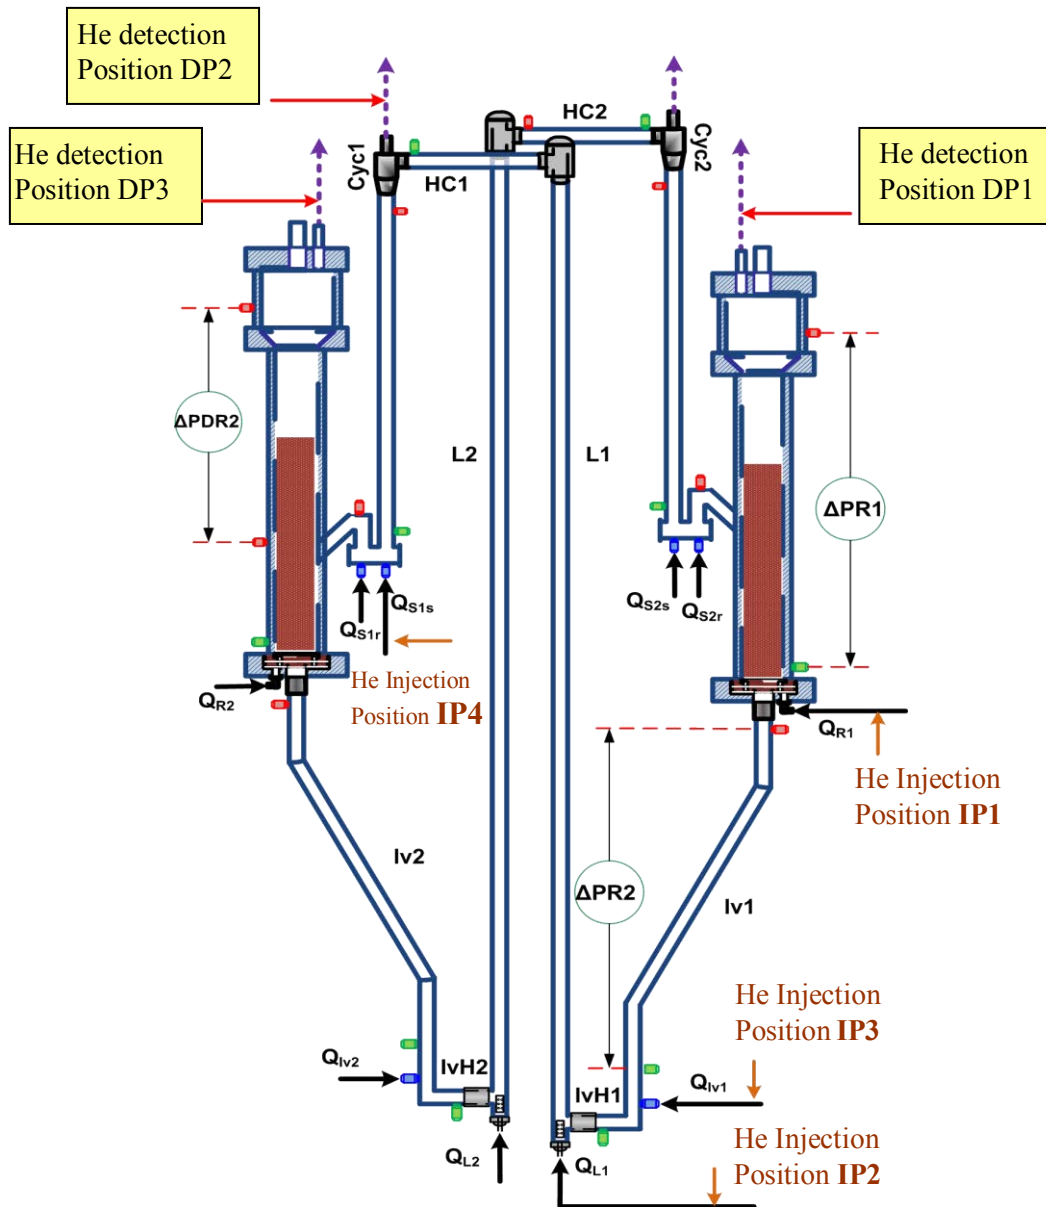 He detection
Position DP2
He detection
Position DP3
He detection
Position DP1
HC2
HC1
Cyc1
Cyc2
L2
L1
ΔPDR2
ΔPR1
QS1s
QS1r
QS2s
QS2r
QR2
He Injection
Position IP4
QR1
He Injection
Position IP1
Iv2
ΔPR2
Iv1
He Injection
Position IP3
QIv2
IvH2
IvH1
QIv1
QL2
QL1
He Injection
Position IP2